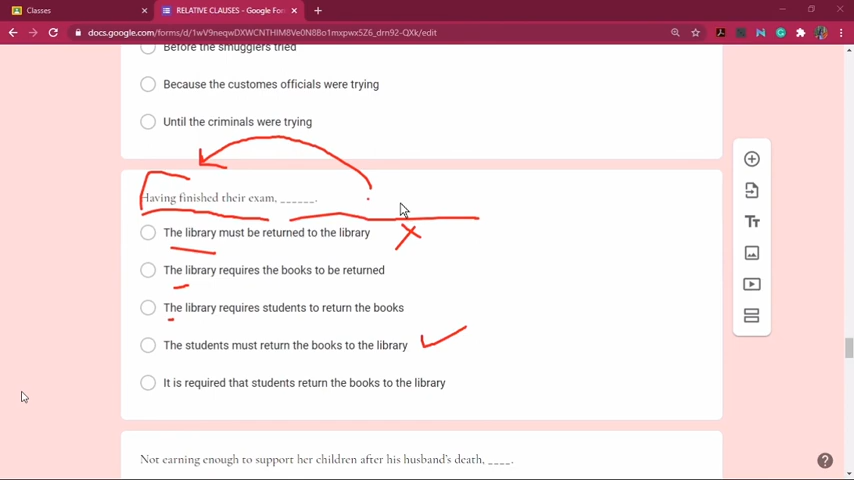 Classes
RELATIVE CLAUSES - Google Fo
docs.google.com/forms/d/1wV9neqwDXWCNTHIM8Ve0N8Bo1mxpwx5Z6_drn92-QXk/edit
Before the smugglers tried
Because the customes officials were trying
Until the criminals were trying
Having finished their exam, ______.
The library must be returned to the library
The library requires the books to be returned
The library requires students to return the books
The students must return the books to the library
It is required that students return the books to the library
Not earning enough to support her children after his husband's death, ____.